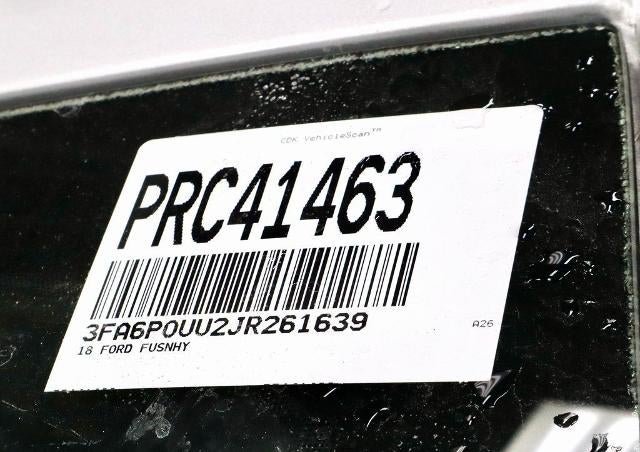 CDK VehicleScan™
PRC41463
3FA6P0UU2JR261639
A26
18 FORD FUSNHY